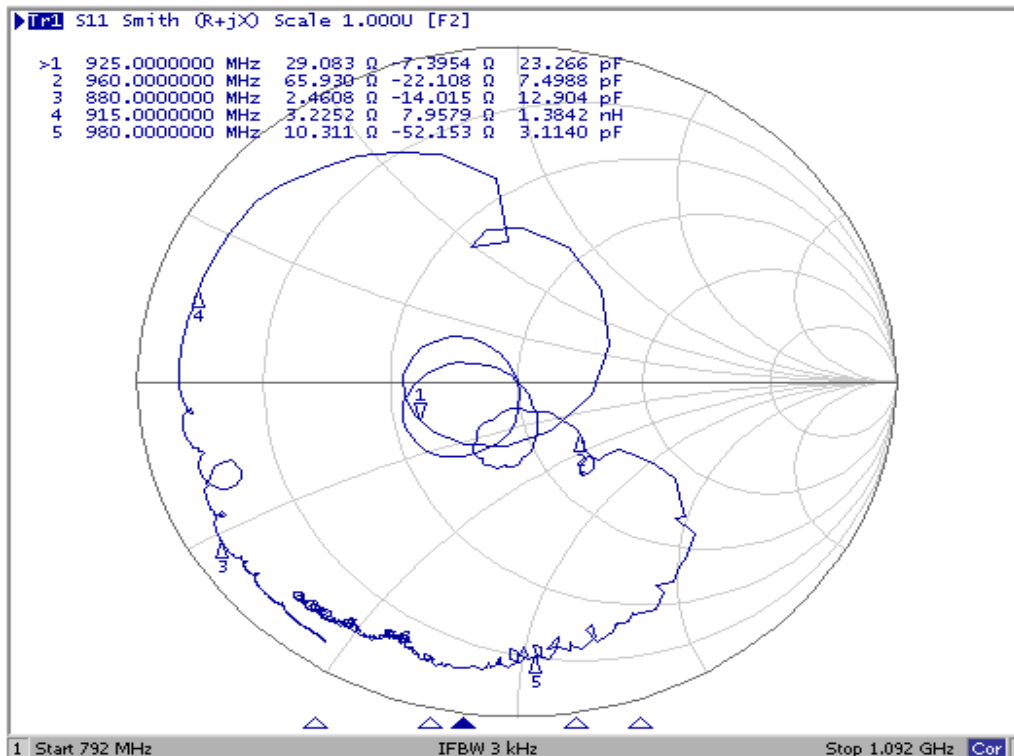 ▶Tr1 S11 Smith (R+jX) Scale 1.000U [F2]
>1 925.0000000 MHz 29.083 Ω -7.3954 Ω 23.266 pF
2 960.0000000 MHz 65.930 Ω -22.108 Ω 7.4988 pF
3 880.0000000 MHz 2.4608 Ω -14.015 Ω 12.904 pF
4 915.0000000 MHz 3.2252 Ω 7.9579 Ω 1.3842 nH
5 980.0000000 MHz 10.311 Ω -52.153 Ω 3.1140 pF
4
1
2
3
5
1 Start 792 MHz IFBW 3 kHz Stop 1.092 GHz Cor